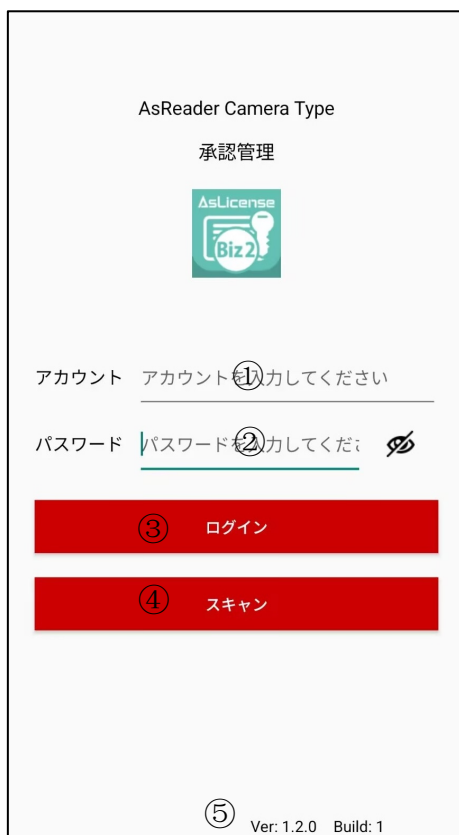 AsReader Camera Type
承認管理
AsLicense
Biz2
アカウント アカウントを入力してください ①
パスワード パスワードを入力してくだ ②
③ ログイン
④ スキャン
⑤ Ver: 1.2.0 Build: 1